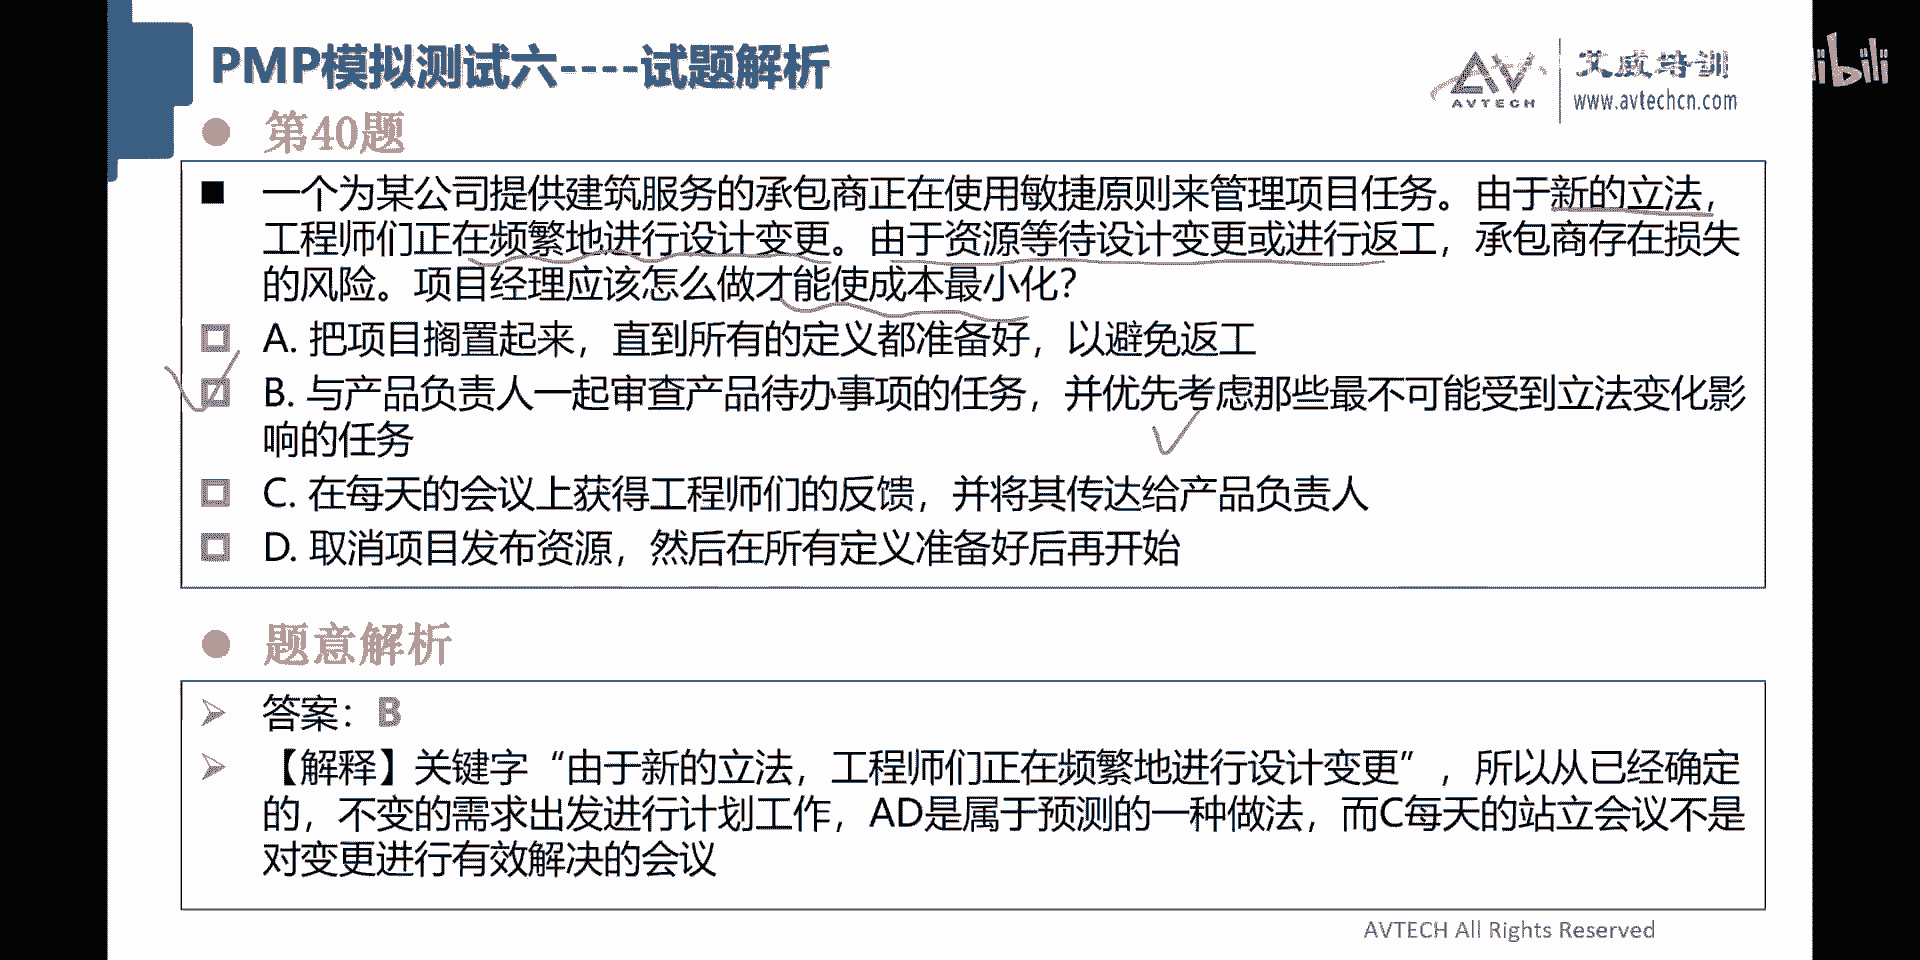 PMP模拟测试六----试题解析
AVTECH
艾威培训
www.avtechcn.com
bili
第40题
一个为某公司提供建筑服务的承包商正在使用敏捷原则来管理项目任务。由于新的立法，
工程师们正在频繁地进行设计变更。由于资源等待设计变更或进行返工，承包商存在损失
的风险。项目经理应该怎么做才能使成本最小化？
A. 把项目搁置起来，直到所有的定义都准备好，以避免返工
B. 与产品负责人一起审查产品待办事项的任务，并优先考虑那些最不可能受到立法变化影
响的任务
C. 在每天的会议上获得工程师们的反馈，并将其传达给产品负责人
D. 取消项目发布资源，然后在所有定义准备好后再开始
题意解析
答案：B
【解释】关键字“由于新的立法，工程师们正在频繁地进行设计变更”，所以从已经确定
的，不变的需求出发进行计划工作，AD是属于预测的一种做法，而C每天的站立会议不是
对变更进行有效解决的会议
AVTECH All Rights Reserved